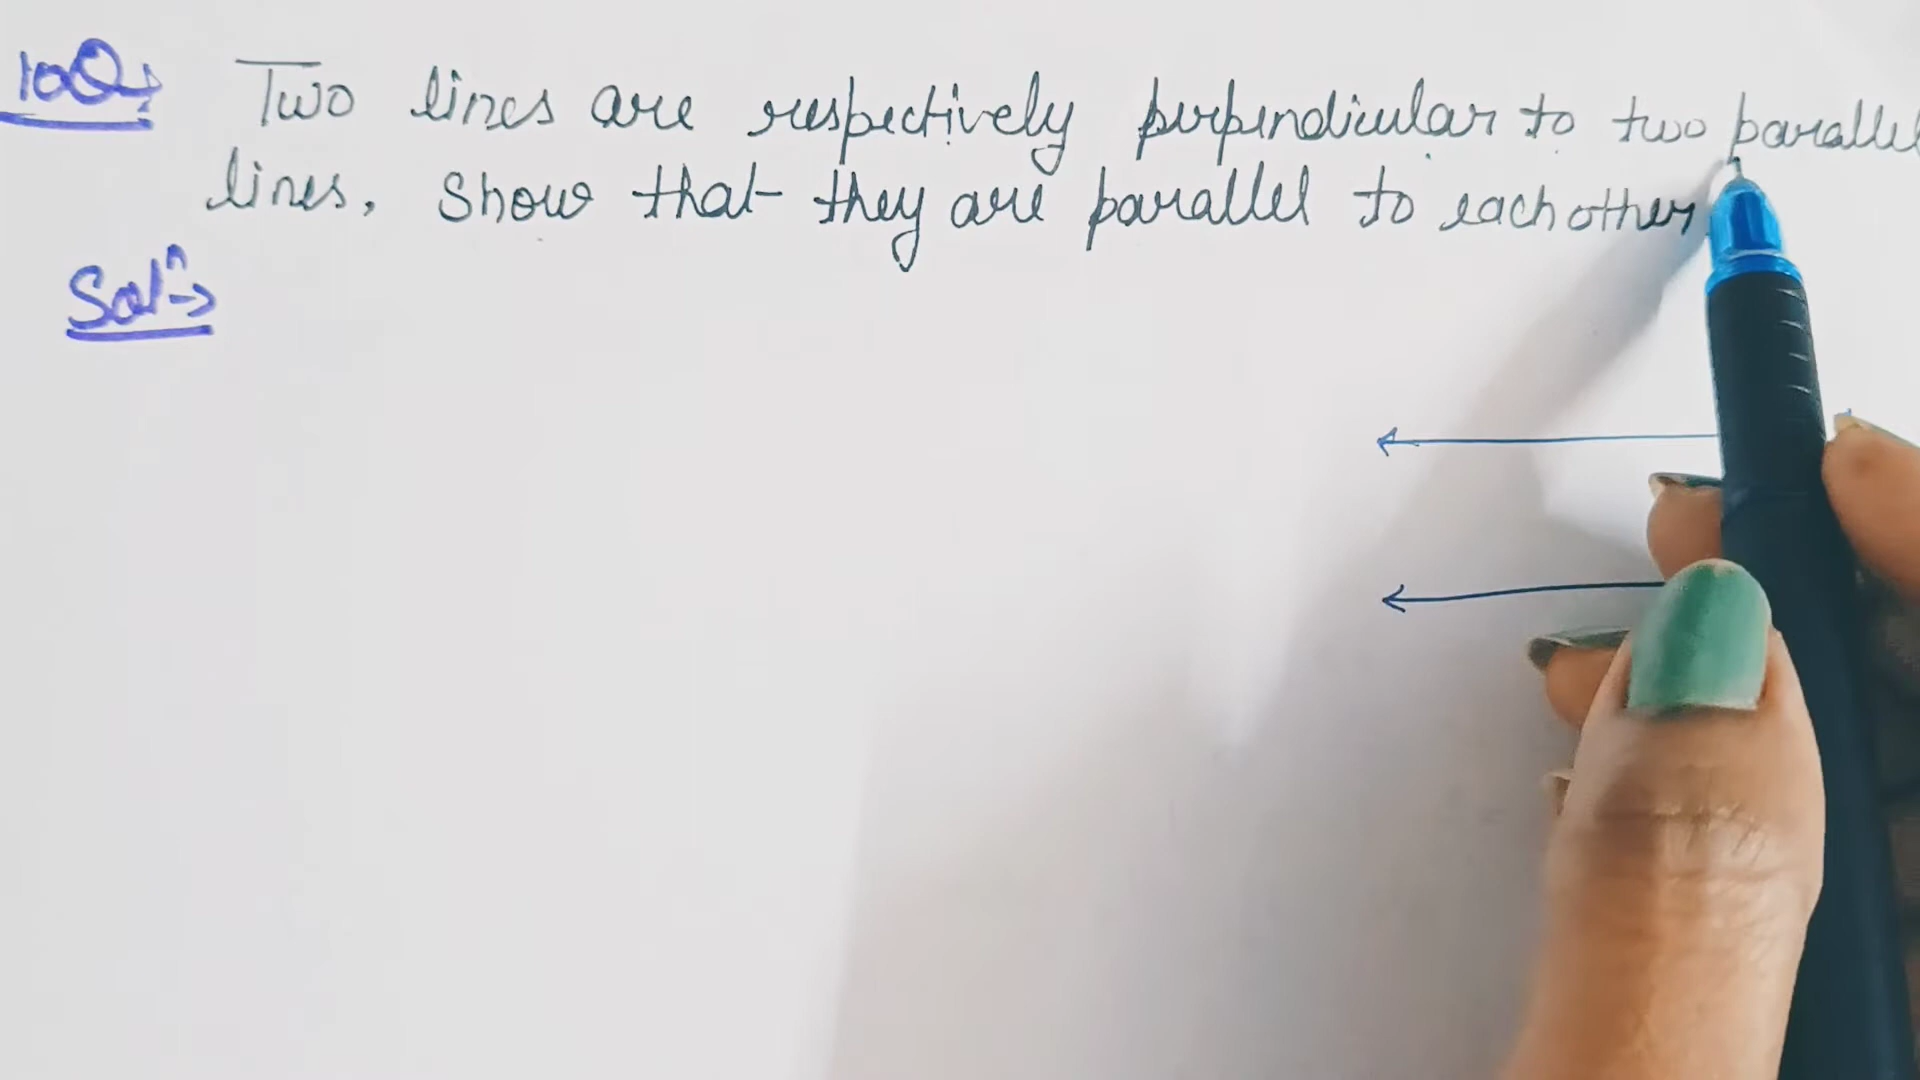 10Q→ Two lines are respectively perpendicular to two parallel
lines, Show that they are parallel to each other
Solⁿ→